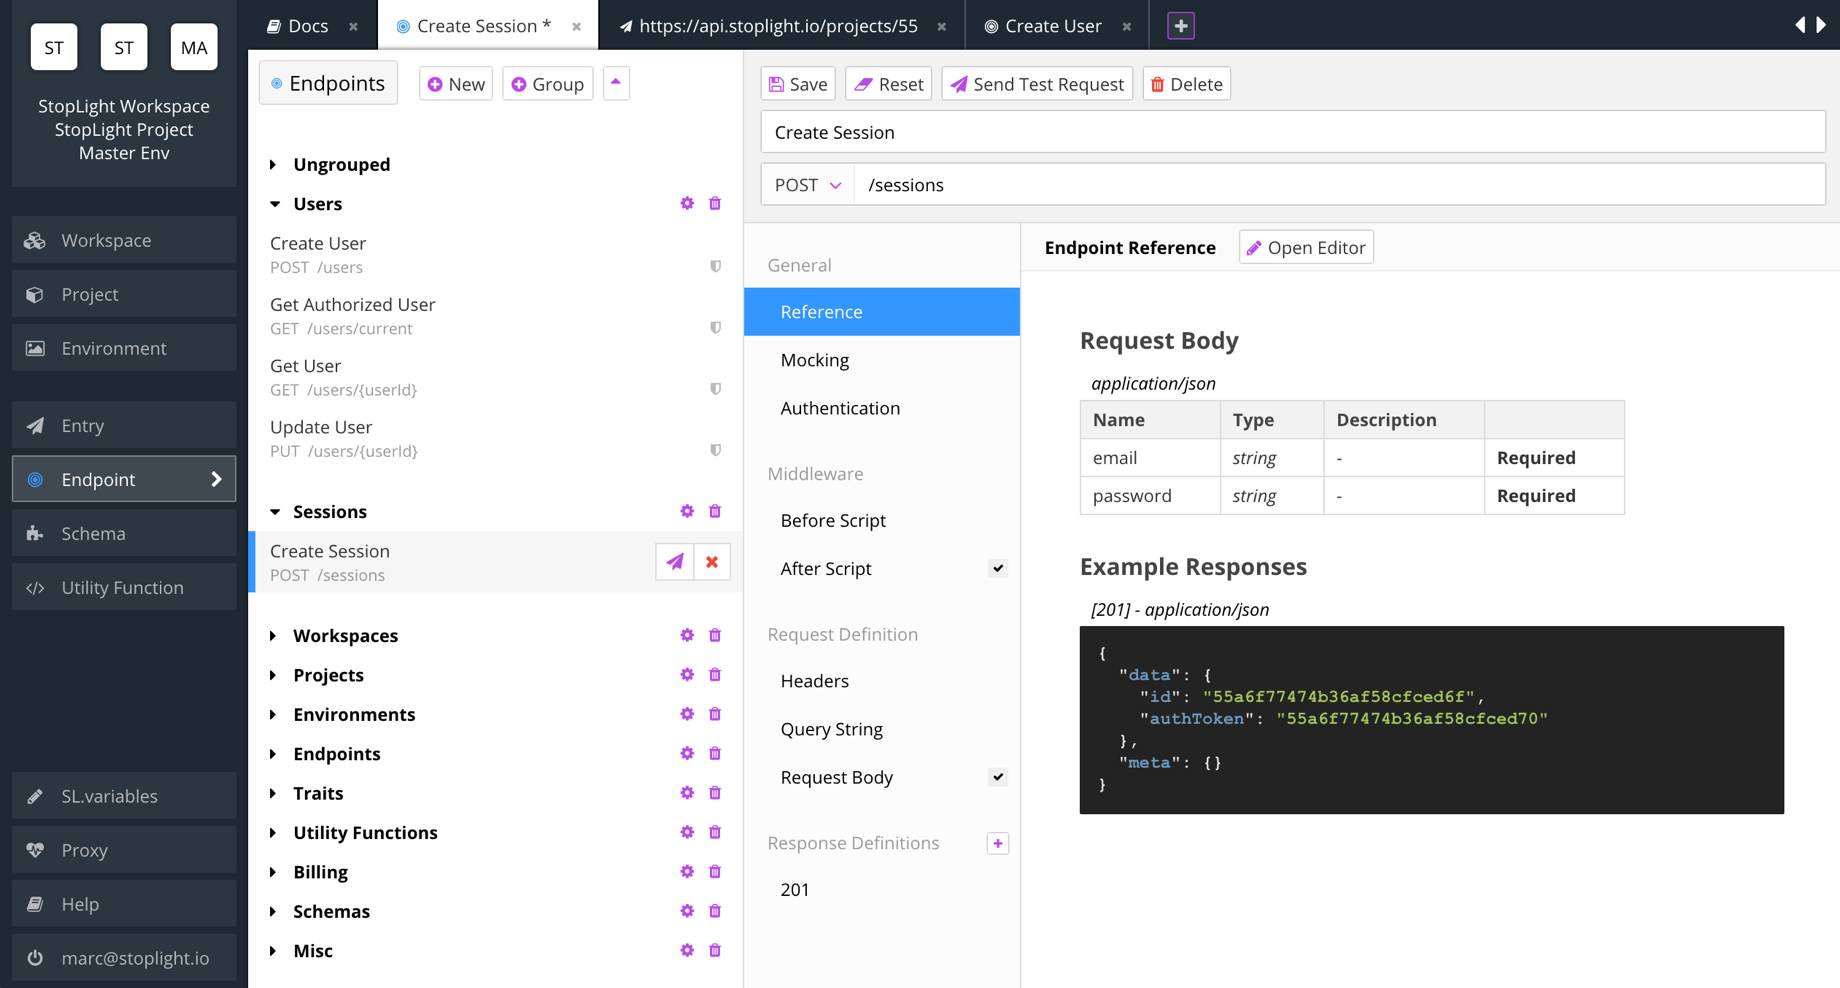 ST ST MA
StopLight Workspace
StopLight Project
Master Env
Workspace
Project
Environment
Entry
Endpoint
Schema
Utility Function
SL.variables
Proxy
Help
marc@stoplight.io
Docs
Create Session *
https://api.stoplight.io/projects/55
Create User
Endpoints
New
Group
Ungrouped
Users
Create User
POST /users
Get Authorized User
GET /users/current
Get User
GET /users/{userId}
Update User
PUT /users/{userId}
Sessions
Create Session
POST /sessions
Workspaces
Projects
Environments
Endpoints
Traits
Utility Functions
Billing
Schemas
Misc
Save
Reset
Send Test Request
Delete
Create Session
POST /sessions
General
Reference
Mocking
Authentication
Middleware
Before Script
After Script
Request Definition
Headers
Query String
Request Body
Response Definitions
201
Endpoint Reference
Open Editor
Request Body
application/json
Name Type Description
email string - Required
password string - Required
Example Responses
[201] - application/json
{
"data": {
"id": "55a6f77474b36af58cfced6f",
"authToken": "55a6f77474b36af58cfced70"
},
"meta": {}
}